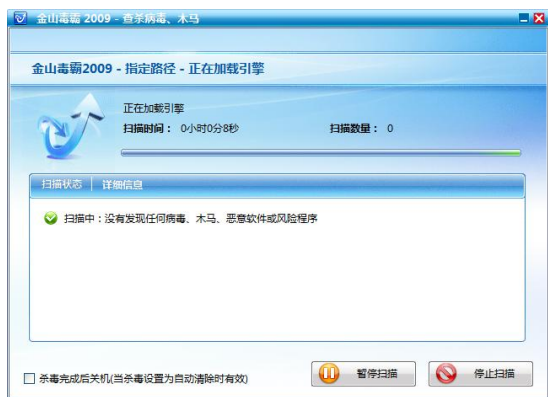 金山毒霸 2009 - 查杀病毒、木马
金山毒霸2009 - 指定路径 - 正在加载引擎
正在加载引擎
扫描时间： 0小时0分8秒 扫描数量： 0
扫描状态 详细信息
扫描中：没有发现任何病毒、木马、恶意软件或风险程序
杀毒完成后关机(当杀毒设置为自动清除时有效) 暂停扫描 停止扫描